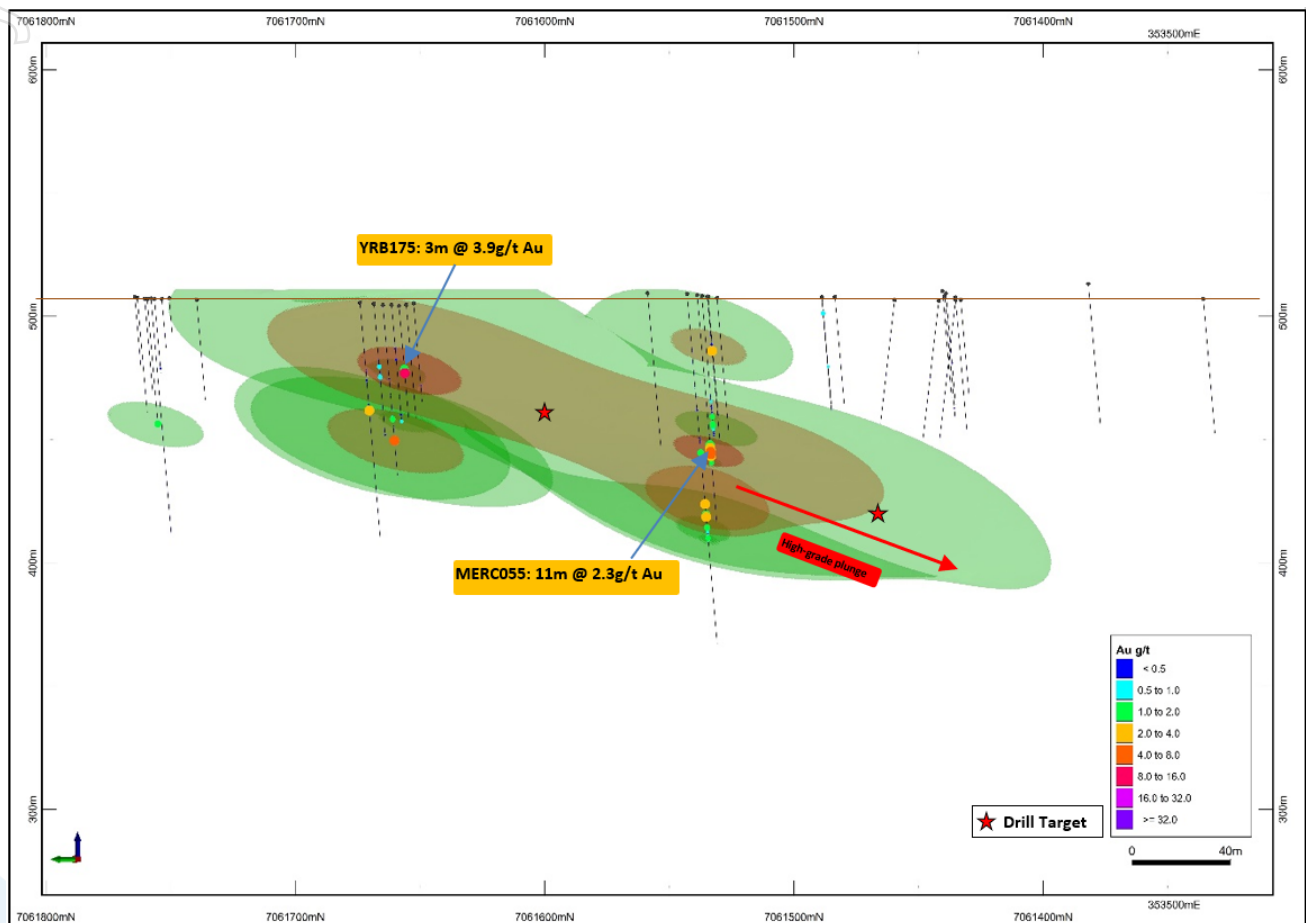 7061800mN 7061700mN 7061600mN 7061500mN 7061400mN
353500mE
600m 600m
YRB175: 3m @ 3.9g/t Au
500m 500m
High-grade plunge
MERC055: 11m @ 2.3g/t Au
400m 400m
Au g/t
< 0.5
0.5 to 1.0
1.0 to 2.0
2.0 to 4.0
4.0 to 8.0
8.0 to 16.0
16.0 to 32.0
>= 32.0
300m 300m
Drill Target
0 40m
7061800mN 7061700mN 7061600mN 7061500mN 7061400mN 353500mE